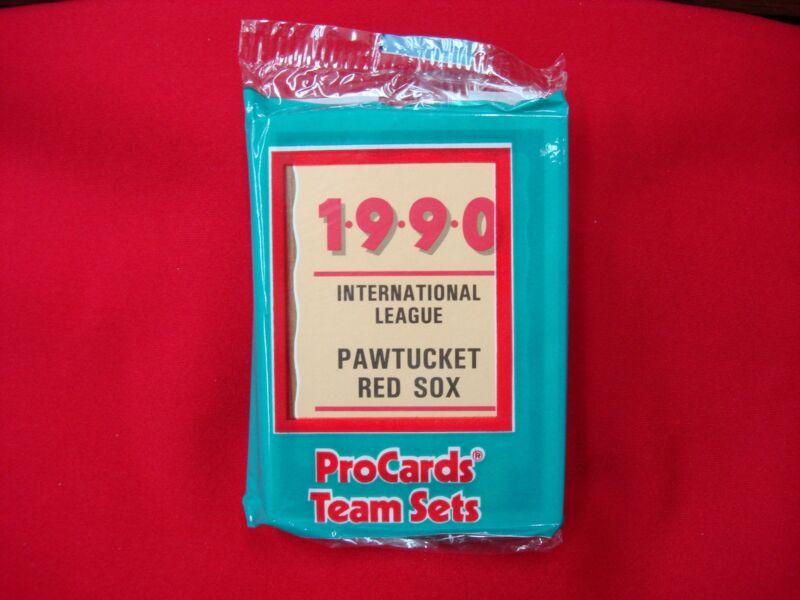 1·9·9·0
INTERNATIONAL
LEAGUE
PAWTUCKET
RED SOX
ProCards®
Team Sets